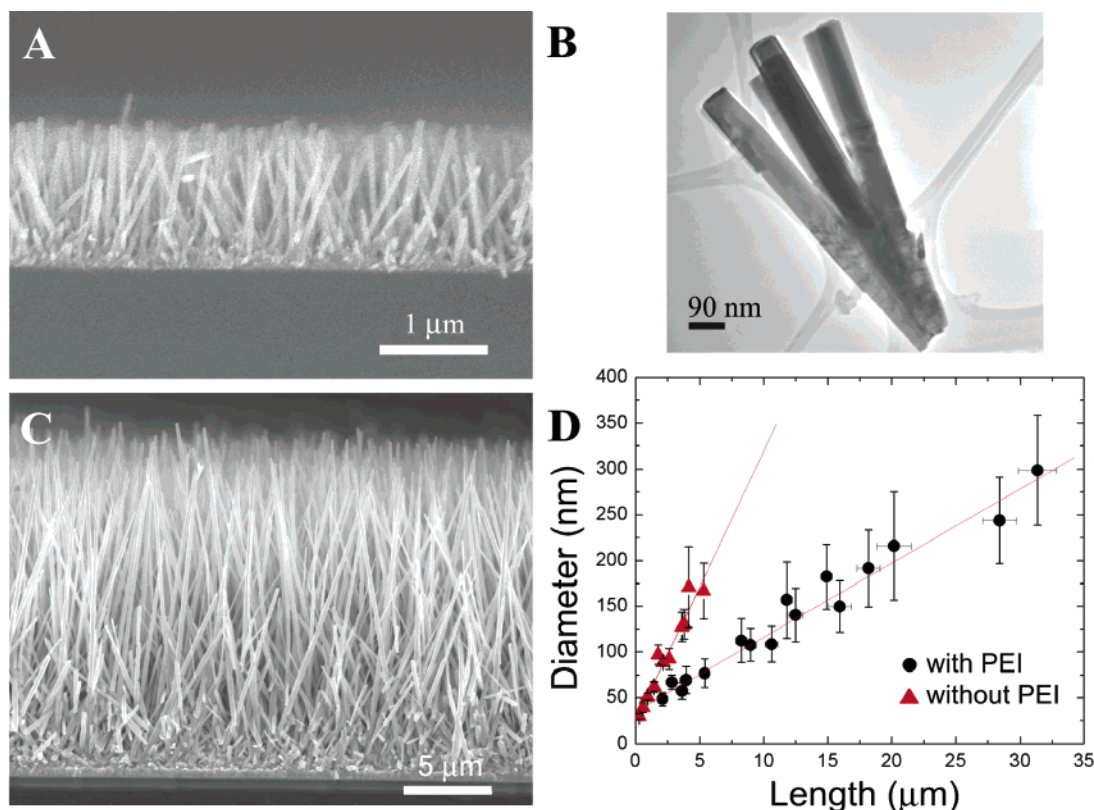 A
1 μm
B
90 nm
C
5 μm
D
400
350
300
250
200
150
100
50
0
Diameter (nm)
with PEI
without PEI
0 5 10 15 20 25 30 35
Length (μm)